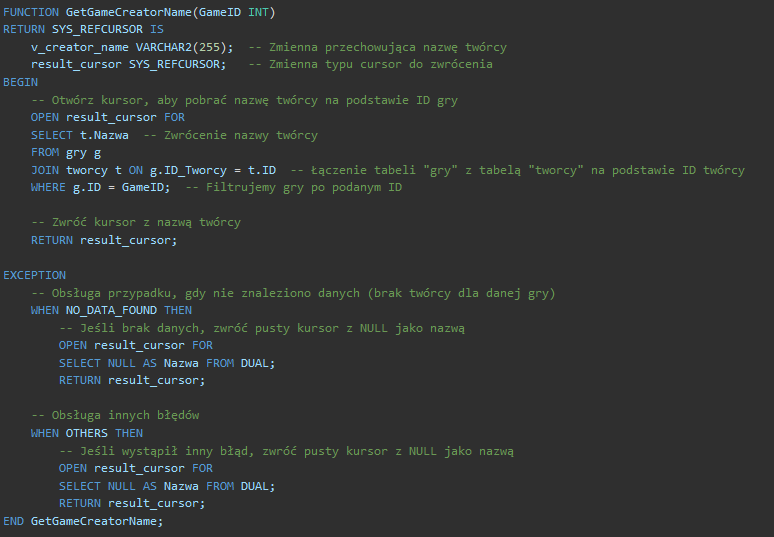 FUNCTION GetGameCreatorName(GameID INT)
RETURN SYS_REFCURSOR IS
    v_creator_name VARCHAR2(255);  -- Zmienna przechowująca nazwę twórcy
    result_cursor SYS_REFCURSOR;   -- Zmienna typu cursor do zwrócenia
BEGIN
    -- Otwórz kursor, aby pobrać nazwę twórcy na podstawie ID gry
    OPEN result_cursor FOR
    SELECT t.Nazwa  -- Zwrócenie nazwy twórcy
    FROM gry g
    JOIN tworcy t ON g.ID_Tworcy = t.ID  -- Łączenie tabeli "gry" z tabelą "tworcy" na podstawie ID twórcy
    WHERE g.ID = GameID;  -- Filtrujemy gry po podanym ID

    -- Zwróć kursor z nazwą twórcy
    RETURN result_cursor;

EXCEPTION
    -- Obsługa przypadku, gdy nie znaleziono danych (brak twórcy dla danej gry)
    WHEN NO_DATA_FOUND THEN
        -- Jeśli brak danych, zwróć pusty kursor z NULL jako nazwą
        OPEN result_cursor FOR
        SELECT NULL AS Nazwa FROM DUAL;
        RETURN result_cursor;

    -- Obsługa innych błędów
    WHEN OTHERS THEN
        -- Jeśli wystąpił inny błąd, zwróć pusty kursor z NULL jako nazwą
        OPEN result_cursor FOR
        SELECT NULL AS Nazwa FROM DUAL;
        RETURN result_cursor;
END GetGameCreatorName;